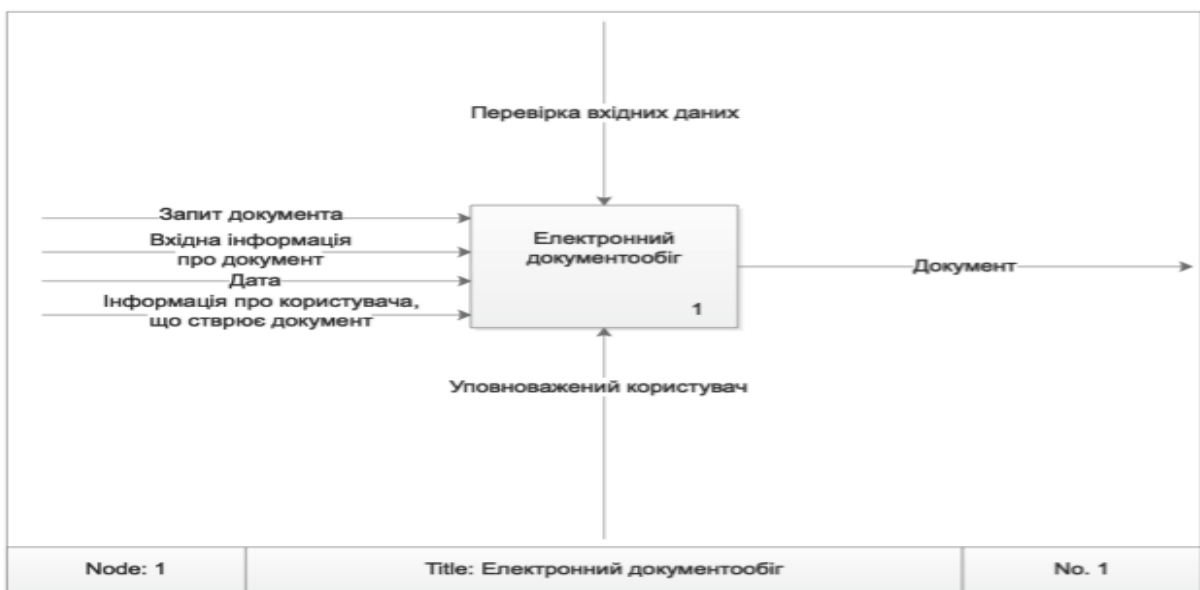 Перевірка вхідних даних
Запит документа
Вхідна інформація
про документ
Дата
Інформація про користувача,
що стврює документ
Електронний
документообіг
1
Документ
Уповноважений користувач
Node: 1
Title: Електронний документообіг
No. 1